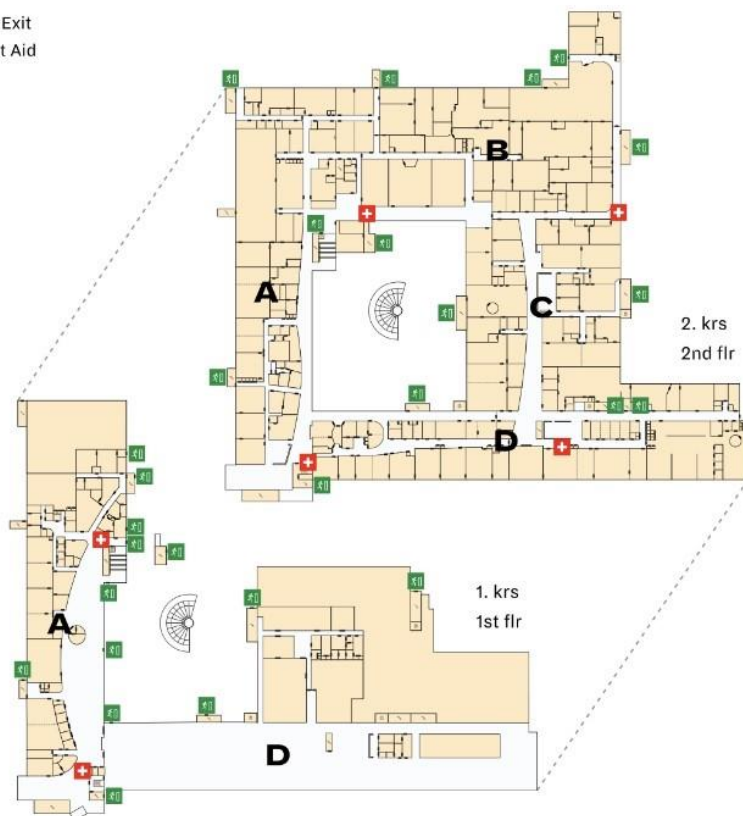 Exit
t Aid
B
A
C
2. krs
2nd flr
D
1. krs
1st flr
A
D